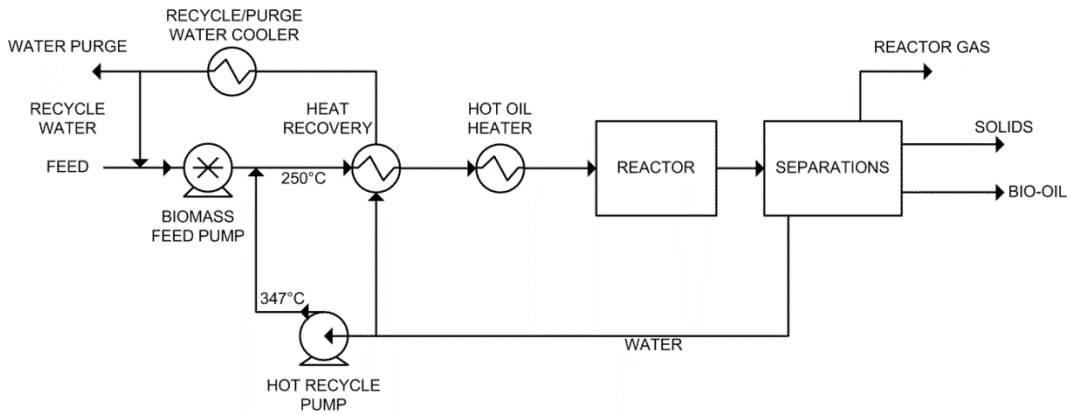 RECYCLE/PURGE
WATER COOLER
WATER PURGE
REACTOR GAS
RECYCLE
WATER
HEAT
RECOVERY
HOT OIL
HEATER
SOLIDS
FEED
250°C
REACTOR
SEPARATIONS
BIO-OIL
BIOMASS
FEED PUMP
347°C
WATER
HOT RECYCLE
PUMP